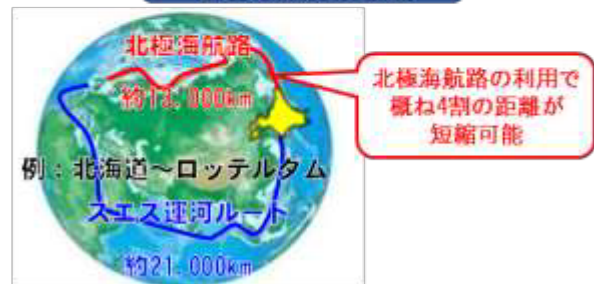 北極海航路
約13,000km
北極海航路の利用で
概ね4割の距離が
短縮可能
例：北海道～ロッテルダム
スエズ運河ルート
約21,000km